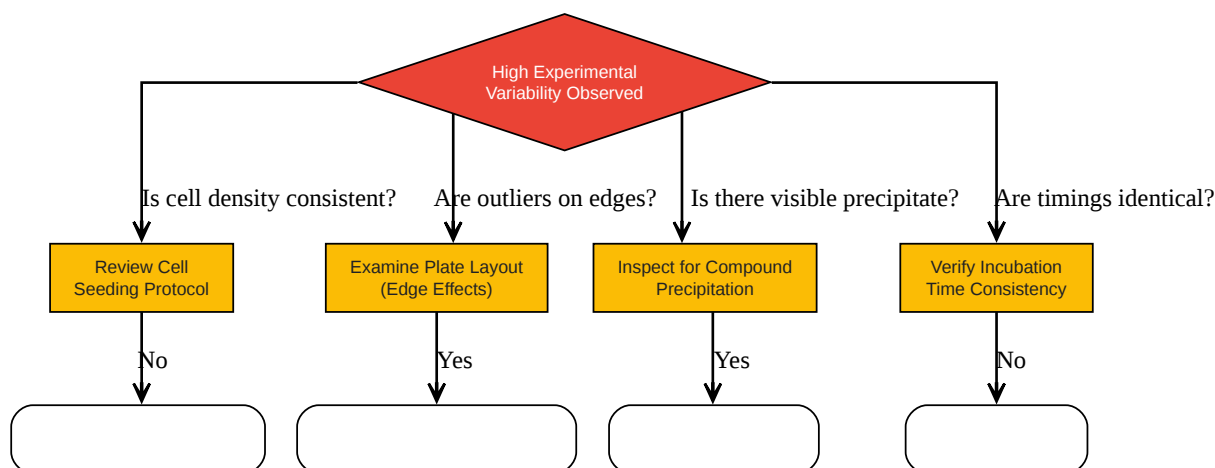 High Experimental
Variability Observed
Is cell density consistent?
Are outliers on edges?
Is there visible precipitate?
Are timings identical?
Review Cell
Seeding Protocol
Examine Plate Layout
(Edge Effects)
Inspect for Compound
Precipitation
Verify Incubation
Time Consistency
No
Yes
Yes
No